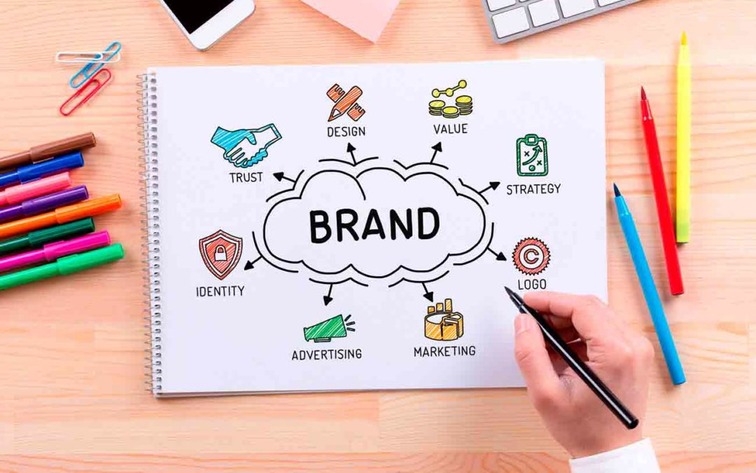 DESIGN
VALUE
TRUST
STRATEGY
BRAND
IDENTITY
C
LOGO
ADVERTISING
MARKETING